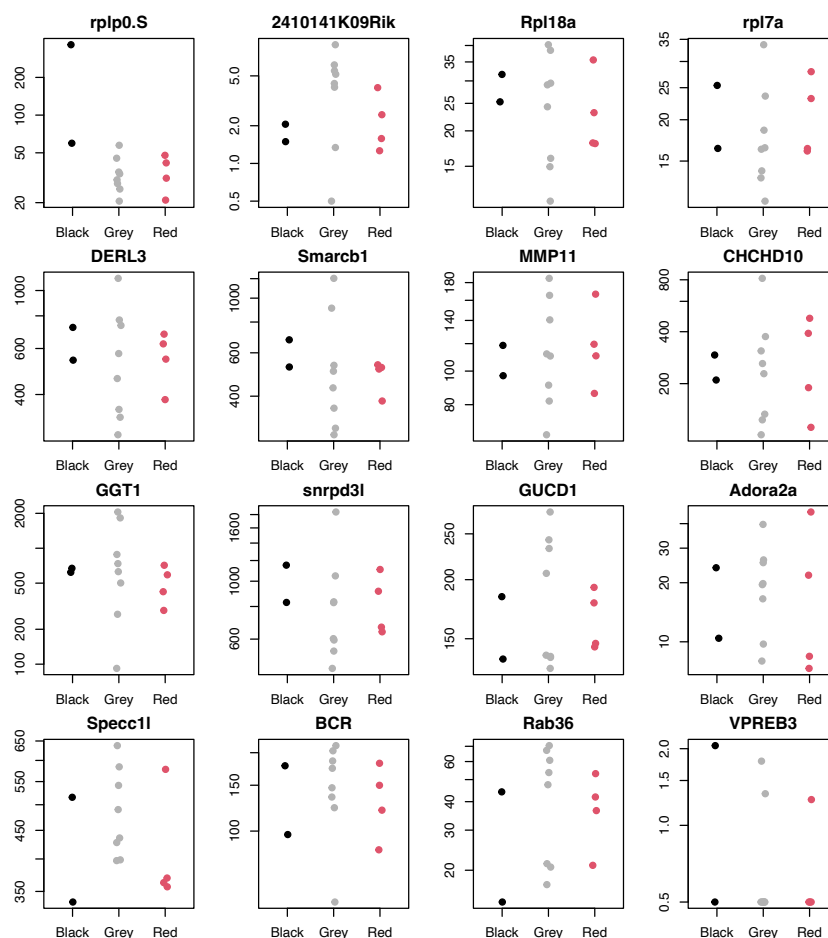 rplp0.S 2410141K09Rik Rpl18a rpl7a
20 50 200 0.5 1.0 2.0 5.0 15 20 25 35 15 20 25 35
Black Grey Red Black Grey Red Black Grey Red Black Grey Red
DERL3 Smarcb1 MMP11 CHCHD10
400 600 1000 400 600 1000 80 100 140 180 200 400 800
Black Grey Red Black Grey Red Black Grey Red Black Grey Red
GGT1 snrpd3l GUCD1 Adora2a
100 200 500 2000 600 1000 1600 150 200 250 10 20 30
Black Grey Red Black Grey Red Black Grey Red Black Grey Red
Specc1l BCR Rab36 VPREB3
350 450 550 650 100 150 20 30 40 60 0.5 1.0 1.5 2.0
Black Grey Red Black Grey Red Black Grey Red Black Grey Red